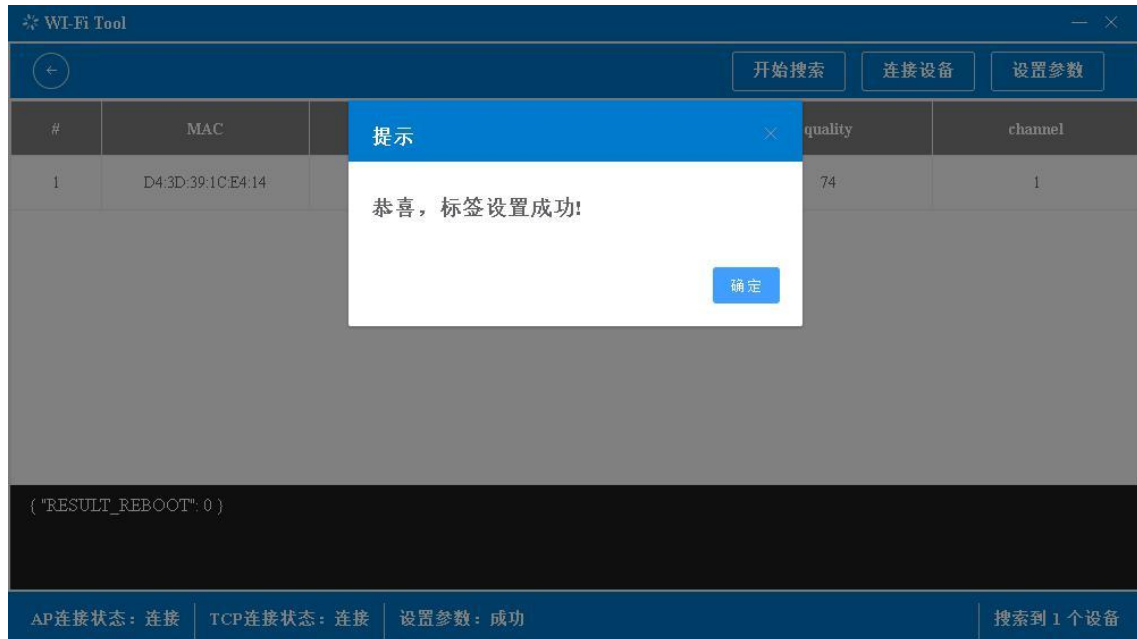 WI-Fi Tool
开始搜索 连接设备 设置参数
# MAC quality channel
提示
1 D4:3D:39:1C:E4:14 74 1
恭喜，标签设置成功!
确定
{ "RESULT_REBOOT": 0 }
AP连接状态：连接 TCP连接状态：连接 设置参数：成功 搜索到 1 个设备